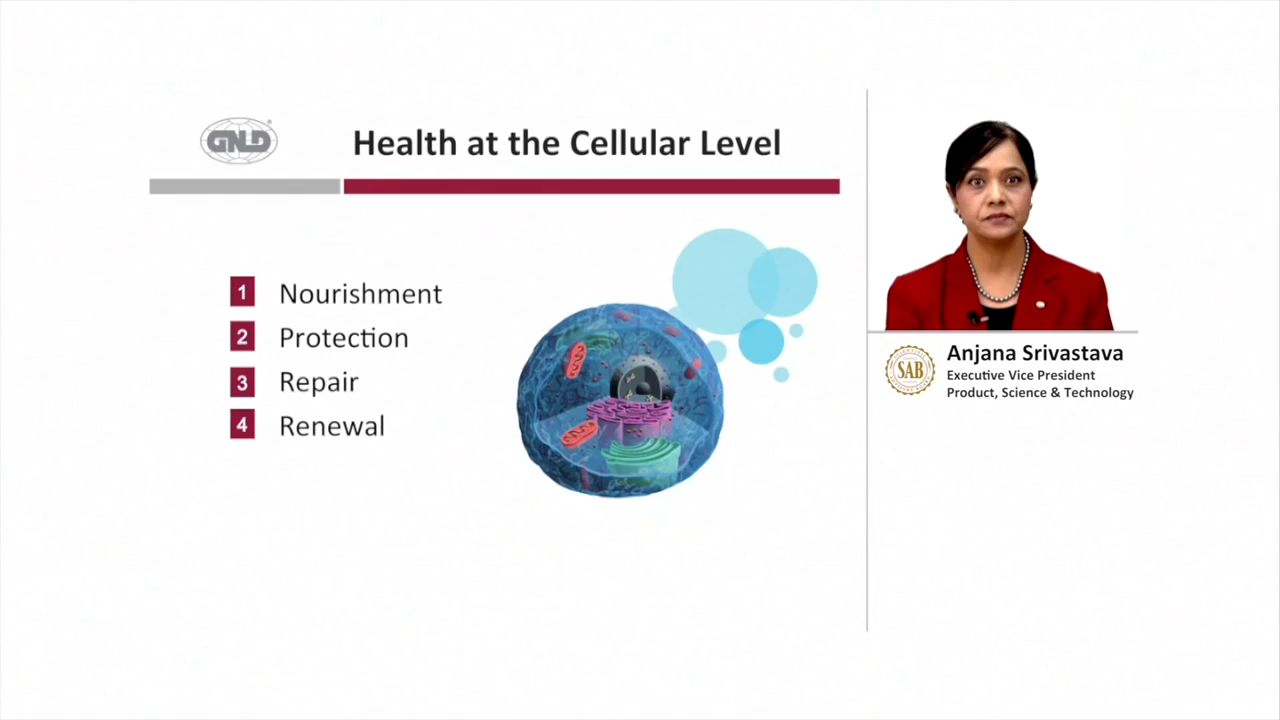 GNLD
Health at the Cellular Level
1 Nourishment
2 Protection
3 Repair
4 Renewal
SAB
Anjana Srivastava
Executive Vice President
Product, Science & Technology